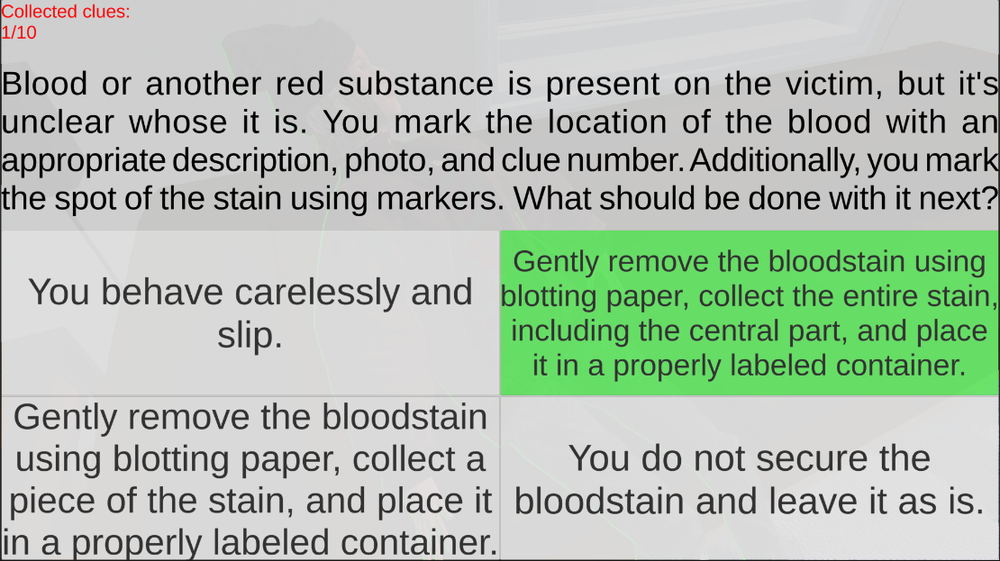 Collected clues:
1/10
Blood or another red substance is present on the victim, but it's
unclear whose it is. You mark the location of the blood with an
appropriate description, photo, and clue number. Additionally, you mark
the spot of the stain using markers. What should be done with it next?
You behave carelessly and
slip.
Gently remove the bloodstain using
blotting paper, collect the entire stain,
including the central part, and place
it in a properly labeled container.
Gently remove the bloodstain
using blotting paper, collect a
piece of the stain, and place it
in a properly labeled container.
You do not secure the
bloodstain and leave it as is.